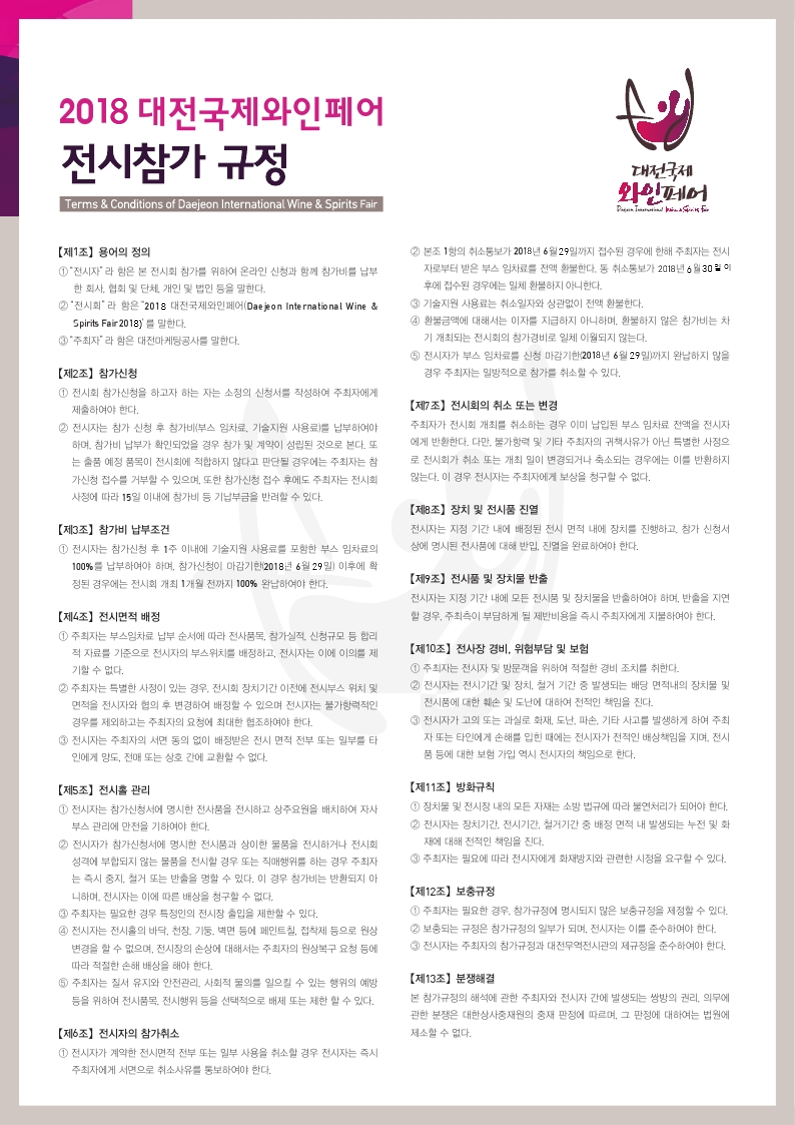 2018 대전국제와인페어
전시참가 규정
Terms & Conditions of Daejeon International Wine & Spirits Fair
대전국제
와인페어
Daejeon International Wine & Spirits Fair
【제1조】 용어의 정의
① “전시자” 라 함은 본 전시회 참가를 위하여 온라인 신청과 함께 참가비를 납부
한 회사, 협회 및 단체, 개인 및 법인 등을 말한다.
② “전시회” 라 함은 “2018 대전국제와인페어(Daejeon International Wine &
Spirits Fair 2018)” 를 말한다.
③ “주최자” 라 함은 대전마케팅공사를 말한다.
【제2조】 참가신청
① 전시회 참가신청을 하고자 하는 자는 소정의 신청서를 작성하여 주최자에게
제출하여야 한다.
② 전시자는 참가 신청 후 참가비(부스 임차료, 기술지원 사용료)를 납부하여야
하며, 참가비 납부가 확인되었을 경우 참가 및 계약이 성립된 것으로 본다. 또
는 출품 예정 품목이 전시회에 적합하지 않다고 판단될 경우에는 주최자는 참
가신청 접수를 거부할 수 있으며, 또한 참가신청 접수 후에도 주최자는 전시회
사정에 따라 15일 이내에 참가비 등 기납부금을 반려할 수 있다.
【제3조】 참가비 납부조건
① 전시자는 참가신청 후 1주 이내에 기술지원 사용료를 포함한 부스 임차료의
100%를 납부하여야 하며, 참가신청이 마감기한(2018년 6월 29일) 이후에 확
정된 경우에는 전시회 개최 1개월 전까지 100% 완납하여야 한다.
【제4조】 전시면적 배정
① 주최자는 부스임차료 납부 순서에 따라 전사품목, 참가실적, 신청규모 등 합리
적 자료를 기준으로 전시자의 부스위치를 배정하고, 전시자는 이에 이의를 제
기할 수 없다.
② 주최자는 특별한 사정이 있는 경우, 전시회 장치기간 이전에 전시부스 위치 및
면적을 전시자와 협의 후 변경하여 배정할 수 있으며 전시자는 불가항력적인
경우를 제외하고는 주최자의 요청에 최대한 협조하여야 한다.
③ 전시자는 주최자의 서면 동의 없이 배정받은 전시 면적 전부 또는 일부를 타
인에게 양도, 전매 또는 상호 간에 교환할 수 없다.
【제5조】 전시홀 관리
① 전시자는 참가신청서에 명시한 전사품을 전시하고 상주요원을 배치하여 자사
부스 관리에 만전을 기하여야 한다.
② 전시자가 참가신청서에 명시한 전시품과 상이한 물품을 전시하거나 전시회
성격에 부합되지 않는 물품을 전시할 경우 또는 직매행위를 하는 경우 주최자
는 즉시 중지, 철거 또는 반출을 명할 수 있다. 이 경우 참가비는 반환되지 아
니하며, 전시자는 이에 따른 배상을 청구할 수 없다.
③ 주최자는 필요한 경우 특정인의 전시장 출입을 제한할 수 있다.
④ 전시자는 전시홀의 바닥, 천장, 기둥, 벽면 등에 페인트칠, 접착제 등으로 원상
변경을 할 수 없으며, 전시장의 손상에 대해서는 주최자의 원상복구 요청 등에
따라 적절한 손해 배상을 해야 한다.
⑤ 주최자는 질서 유지와 안전관리, 사회적 물의를 일으킬 수 있는 행위의 예방
등을 위하여 전시품목, 전시행위 등을 선택적으로 배제 또는 제한 할 수 있다.
【제6조】 전시자의 참가취소
① 전시자가 계약한 전시면적 전부 또는 일부 사용을 취소할 경우 전시자는 즉시
주최자에게 서면으로 취소사유를 통보하여야 한다.
② 본조 1항의 취소통보가 2018년 6월 29일까지 접수된 경우에 한해 주최자는 전시
자로부터 받은 부스 임차료를 전액 환불한다. 동 취소통보가 2018년 6월 30일 이
후에 접수된 경우에는 일체 환불하지 아니한다.
③ 기술지원 사용료는 취소일자와 상관없이 전액 환불한다.
④ 환불금액에 대해서는 이자를 지급하지 아니하며, 환불하지 않은 참가비는 차
기 개최되는 전시회의 참가경비로 일체 이월되지 않는다.
⑤ 전시자가 부스 임차료를 신청 마감기한(2018년 6월 29일)까지 완납하지 않을
경우 주최자는 일방적으로 참가를 취소할 수 있다.
【제7조】 전시회의 취소 또는 변경
주최자가 전시회 개최를 취소하는 경우 이미 납입된 부스 임차료 전액을 전시자
에게 반환한다. 다만, 불가항력 및 기타 주최자의 귀책사유가 아닌 특별한 사정으
로 전시회가 취소 또는 개최 일이 변경되거나 축소되는 경우에는 이를 반환하지
않는다. 이 경우 전시자는 주최자에게 보상을 청구할 수 없다.
【제8조】 장치 및 전시품 진열
전시자는 지정 기간 내에 배정된 전시 면적 내에 장치를 진행하고, 참가 신청서
상에 명시된 전사품에 대해 반입, 진열을 완료하여야 한다.
【제9조】 전시품 및 장치물 반출
전시자는 지정 기간 내에 모든 전시품 및 장치물을 반출하여야 하며, 반출을 지연
할 경우, 주최측이 부담하게 될 제반비용을 즉시 주최자에게 지불하여야 한다.
【제10조】 전사장 경비, 위험부담 및 보험
① 주최자는 전시자 및 방문객을 위하여 적절한 경비 조치를 취한다.
② 전시자는 전시기간 및 장치, 철거 기간 중 발생되는 배당 면적내의 장치물 및
전시품에 대한 훼손 및 도난에 대하여 전적인 책임을 진다.
③ 전시자가 고의 또는 과실로 화재, 도난, 파손, 기타 사고를 발생하게 하여 주최
자 또는 타인에게 손해를 입힌 때에는 전시자가 전적인 배상책임을 지며, 전시
품 등에 대한 보험 가입 역시 전시자의 책임으로 한다.
【제11조】 방화규칙
① 장치물 및 전시장 내의 모든 자재는 소방 법규에 따라 불연처리가 되어야 한다.
② 전시자는 장치기간, 전시기간, 철거기간 중 배정 면적 내 발생되는 누전 및 화
재에 대해 전적인 책임을 진다.
③ 주최자는 필요에 따라 전시자에게 화재방지와 관련한 시정을 요구할 수 있다.
【제12조】 보충규정
① 주최자는 필요한 경우, 참가규정에 명시되지 않은 보충규정을 제정할 수 있다.
② 보충되는 규정은 참가규정의 일부가 되며, 전시자는 이를 준수하여야 한다.
③ 전시자는 주최자의 참가규정과 대전무역전시관의 제규정을 준수하여야 한다.
【제13조】 분쟁해결
본 참가규정의 해석에 관한 주최자와 전시자 간에 발생되는 쌍방의 권리, 의무에
관한 분쟁은 대한상사중재원의 중재 판정에 따르며, 그 판정에 대하여는 법원에
제소할 수 없다.